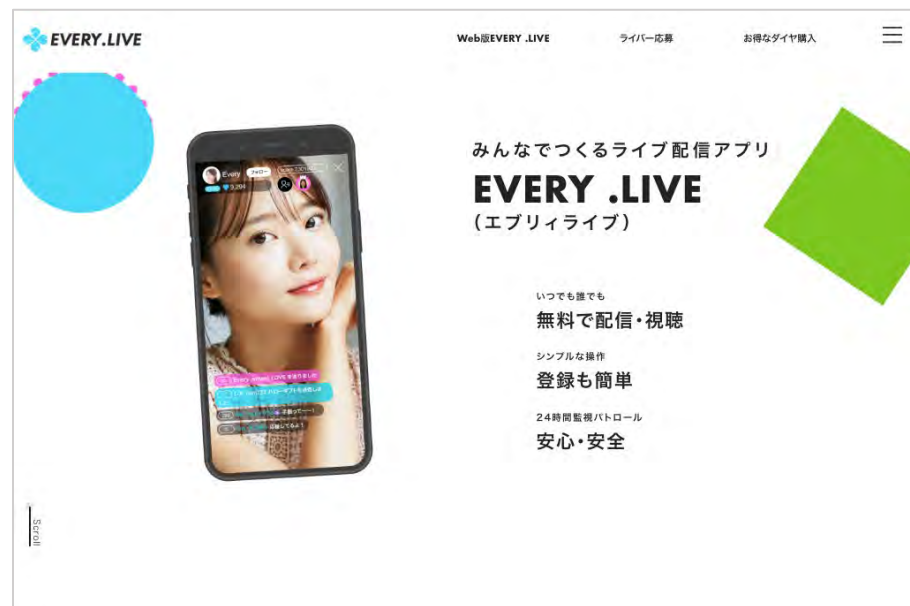 EVERY.LIVE
Web版EVERY .LIVE
ライバー応募
お得なダイヤ購入
みんなでつくるライブ配信アプリ
EVERY .LIVE
(エブリィライブ)
いつでも誰でも
無料で配信・視聴
シンプルな操作
登録も簡単
24時間監視パトロール
安心・安全
Every
フォロー
Scroll